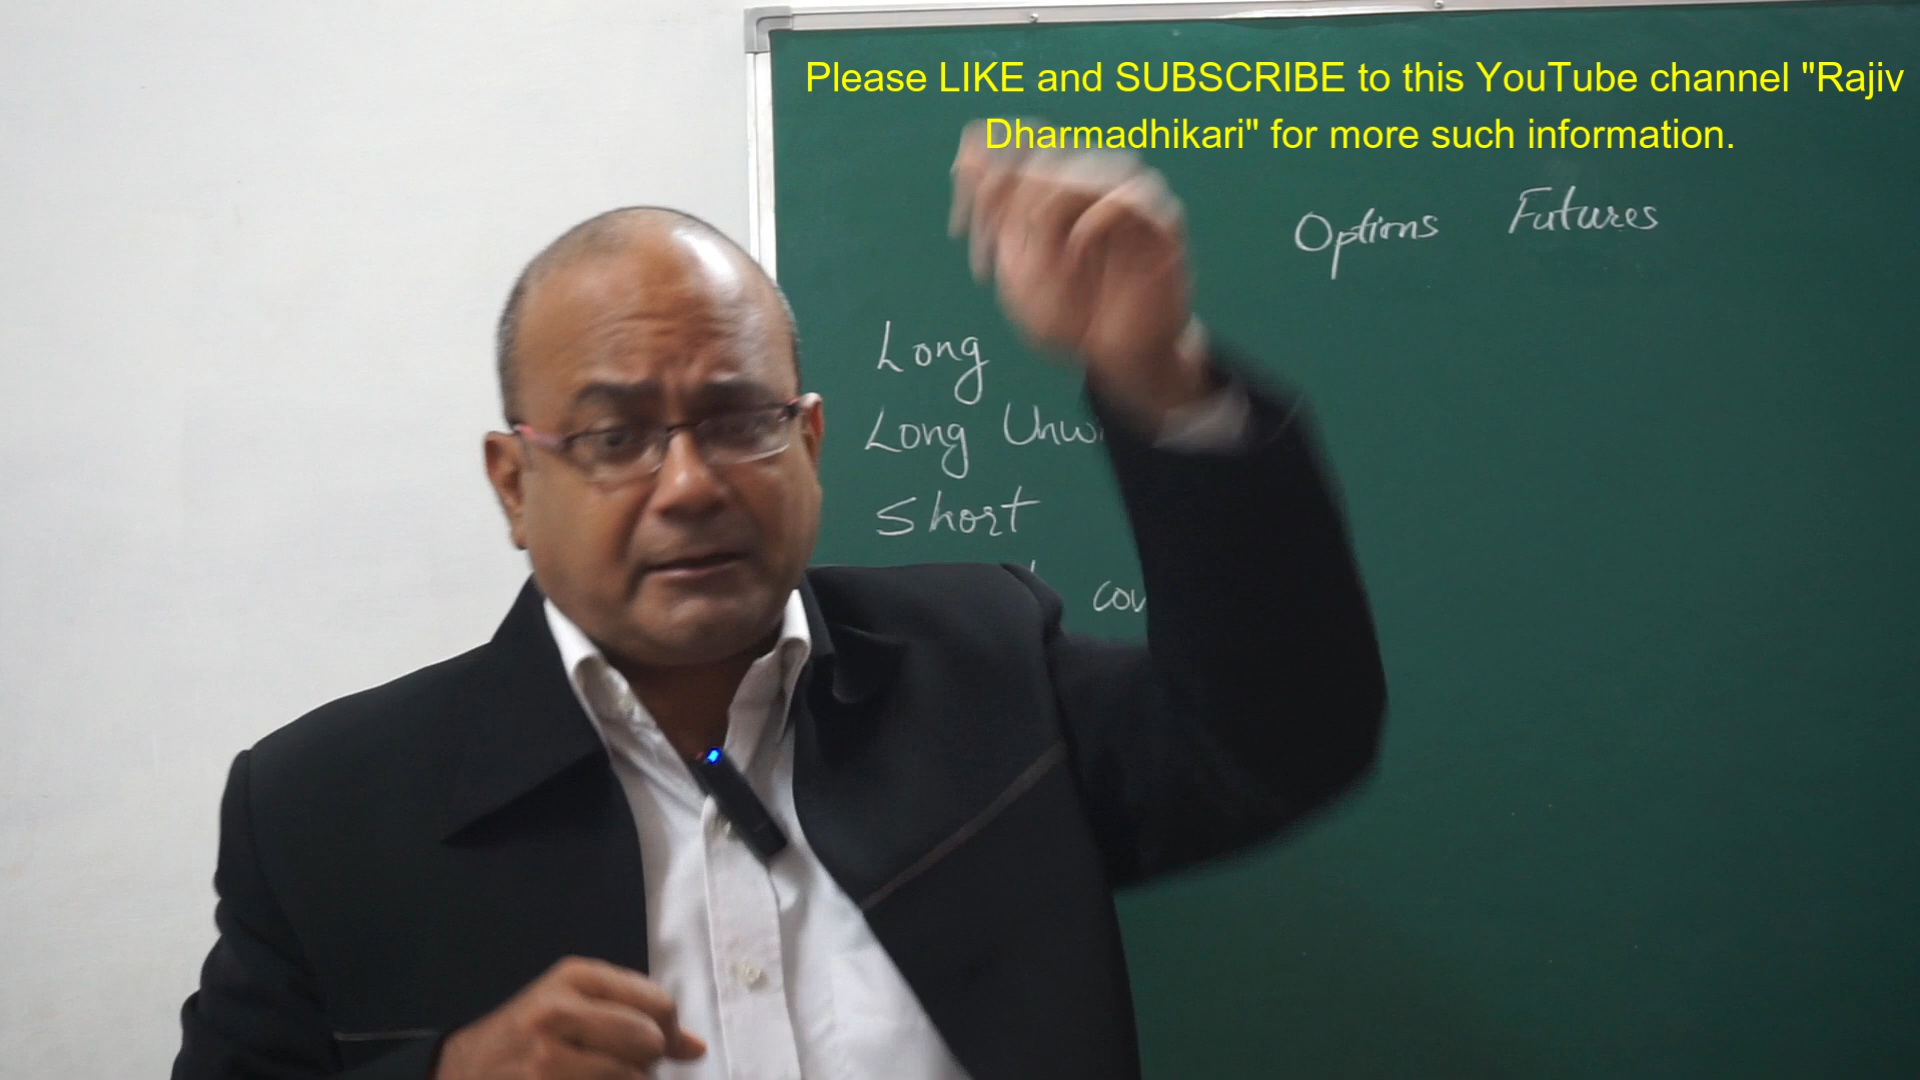 Please LIKE and SUBSCRIBE to this YouTube channel "Rajiv
Dharmadhikari" for more such information.
Options Futures
Long
Long
Short